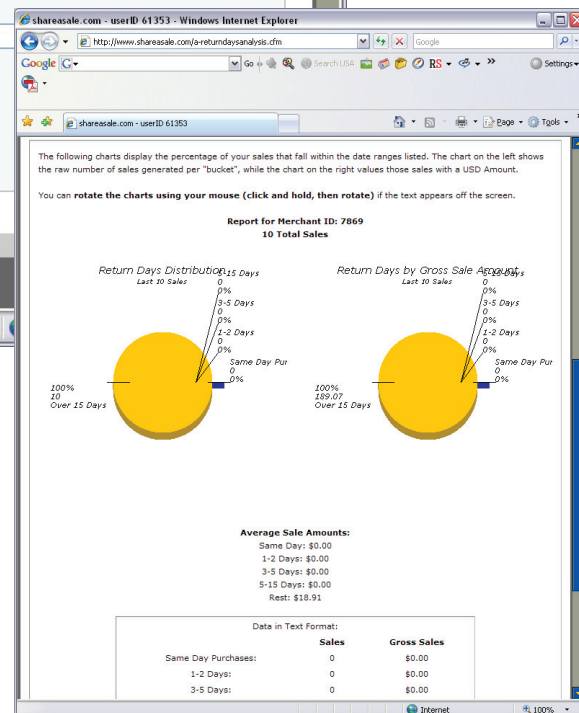 shareasale.com - userID 61353 - Windows Internet Explorer
http://www.shareasale.com/a-returndaysanalysis.cfm
Google
Google G
Go
Search USA
RS
»
Settings
shareasale.com - userID 61353
Page
Tools
»
The following charts display the percentage of your sales that fall within the date ranges listed. The chart on the left shows
the raw number of sales generated per "bucket", while the chart on the right values those sales with a USD Amount.
You can rotate the charts using your mouse (click and hold, then rotate) if the text appears off the screen.
Report for Merchant ID: 7869
10 Total Sales
Return Days Distribution
Last 10 Sales
5-15 Days
0
0%
3-5 Days
0
0%
1-2 Days
0
0%
Same Day Pur
0
0%
100%
10
Over 15 Days
Return Days by Gross Sale Amount
Last 10 Sales
5-15 Days
0
0%
3-5 Days
0
0%
1-2 Days
0
0%
Same Day Pur
0
0%
100%
189.07
Over 15 Days
Average Sale Amounts:
Same Day: $0.00
1-2 Days: $0.00
3-5 Days: $0.00
5-15 Days: $0.00
Rest: $18.91
Data in Text Format:
Sales Gross Sales
Same Day Purchases: 0 $0.00
1-2 Days: 0 $0.00
3-5 Days: 0 $0.00
Internet
100%